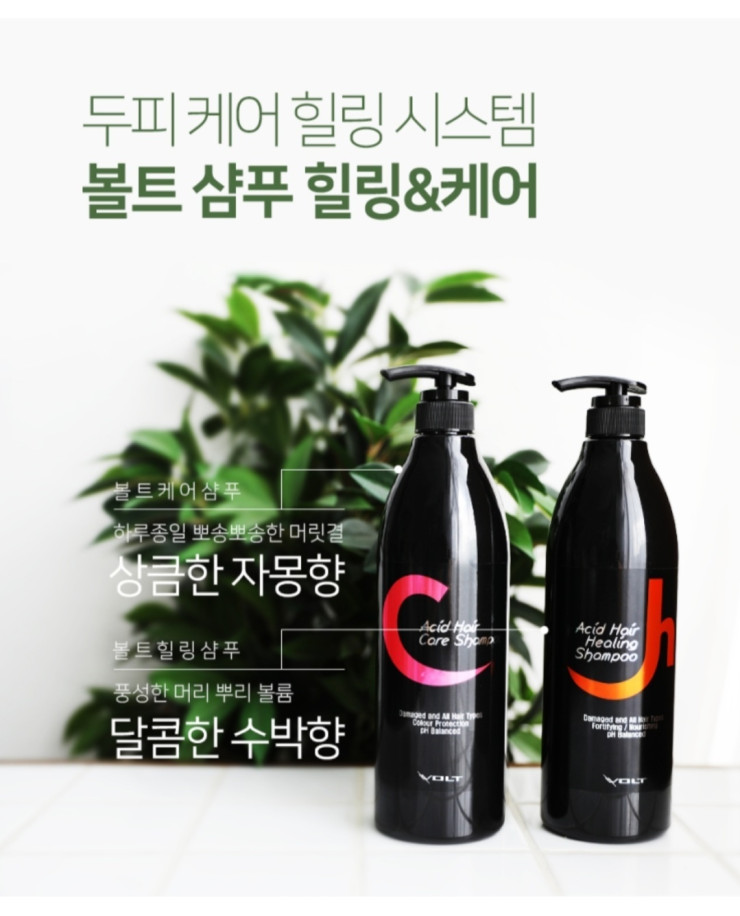 두피 케어 힐링 시스템
볼트 샴푸 힐링&케어
볼트케어샴푸
하루종일 뽀송뽀송한 머릿결
상큼한 자몽향
볼트힐링샴푸
풍성한 머리 뿌리 볼륨
달콤한 수박향
C
Acid Hair
Care Shamp
Damaged and All Hair Types
Colour Protection
pH Balanced
VOLT
h
Acid Hair
Healing
Shampoo
Damaged and All Hair Types
Fortifying / Nourishing
pH Balanced
VOLT